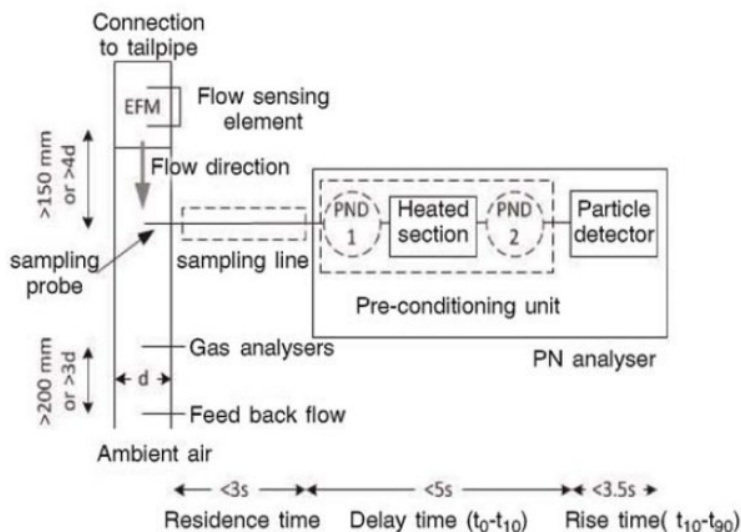 Connection
to tailpipe
EFM
Flow sensing
element
>150 mm
or >4d
Flow direction
sampling
probe
sampling line
PND
1
Heated
section
PND
2
Particle
detector
Pre-conditioning unit
PN analyser
Gas analysers
>200 mm
or >3d
d
Feed back flow
Ambient air
<3s
<5s
<3.5s
Residence time
Delay time (t0-t10)
Rise time( t10-t90)